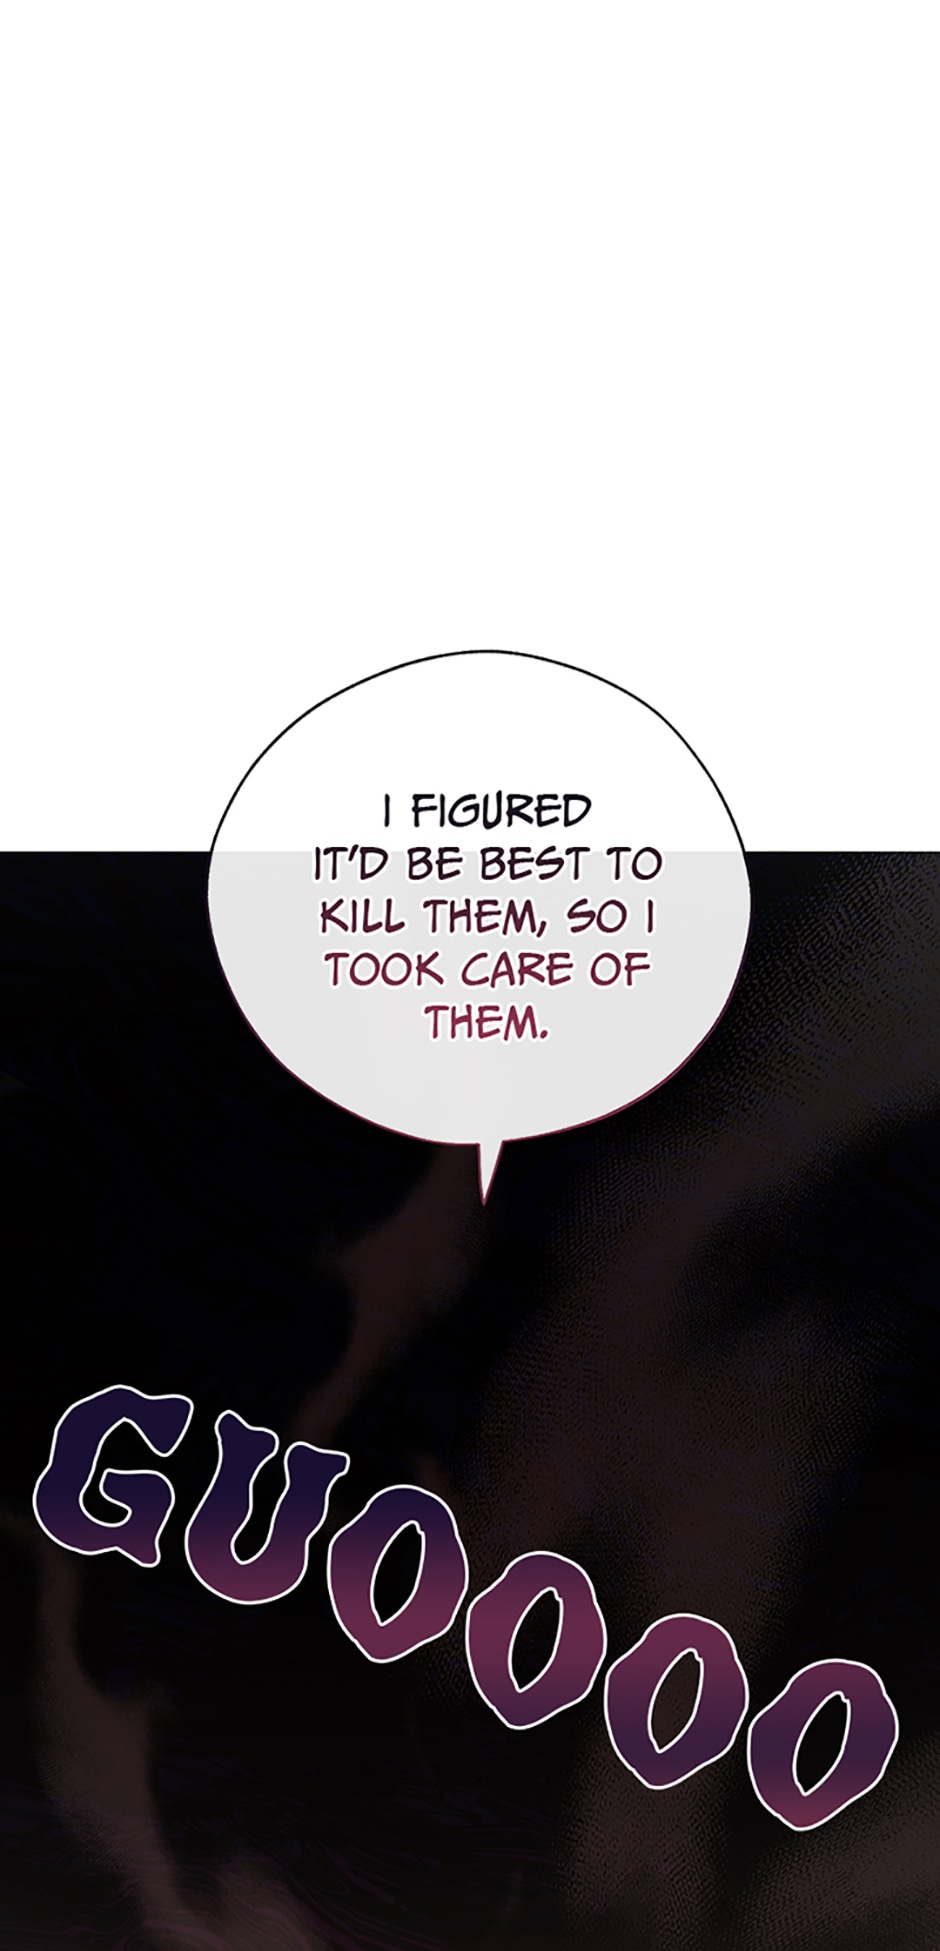 I FIGURED
IT'D BE BEST TO
KILL THEM, SO I
TOOK CARE OF
THEM.
GUOOOO